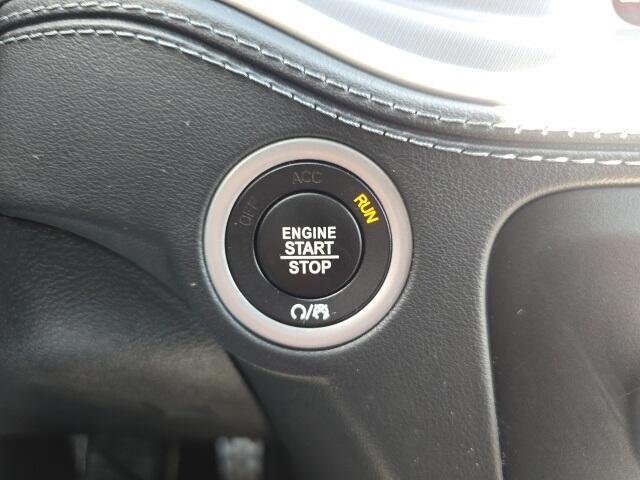 ACC
OFF
RUN
ENGINE
START
STOP